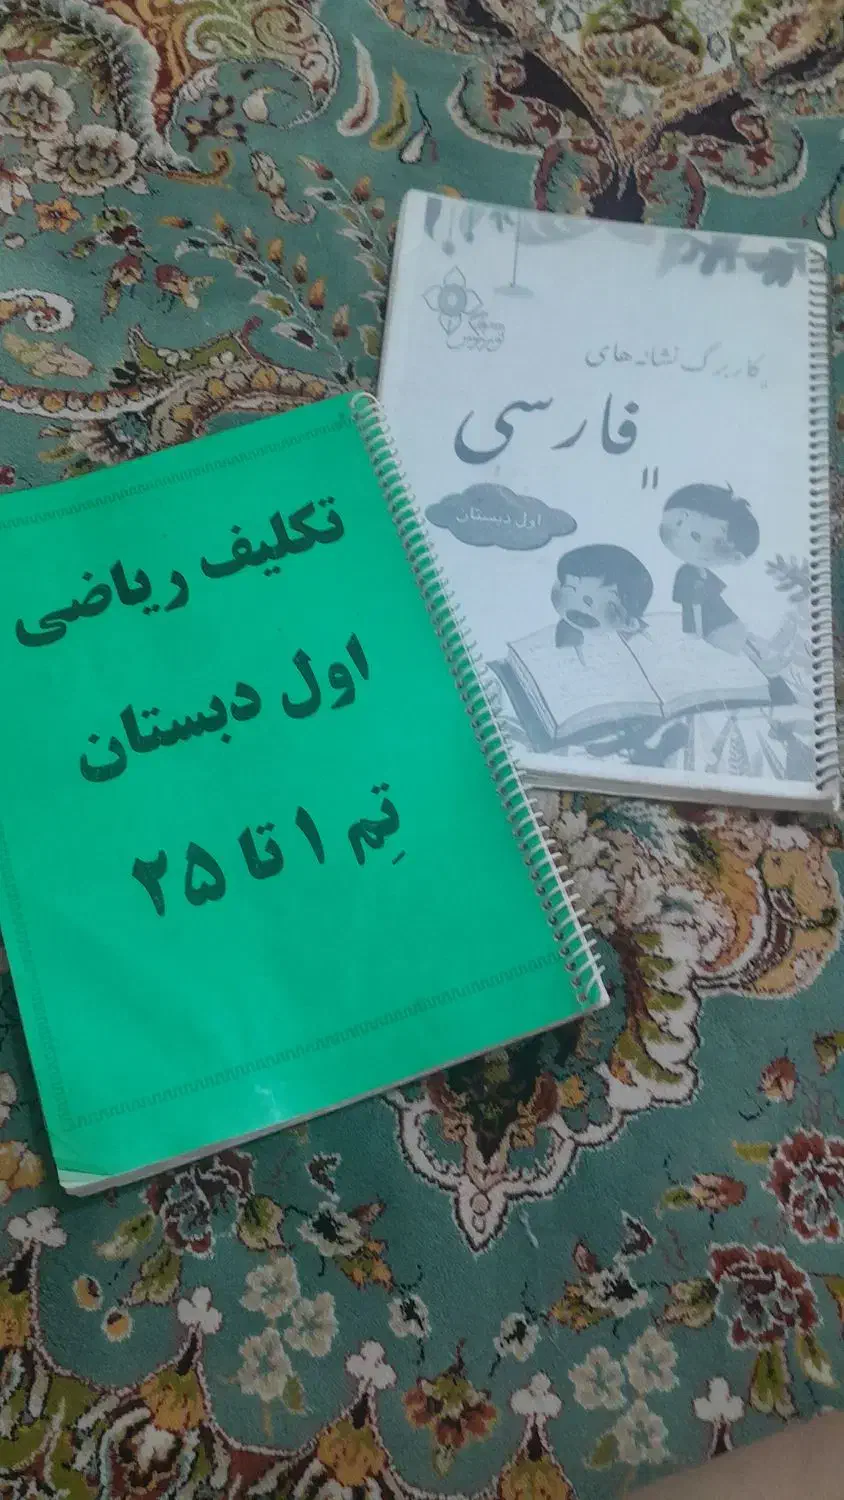 کاربرگ نشانه های
"فارسی"
اول دبستان
تکلیف ریاضی
اول دبستان
تِم ۱ تا ۲۵